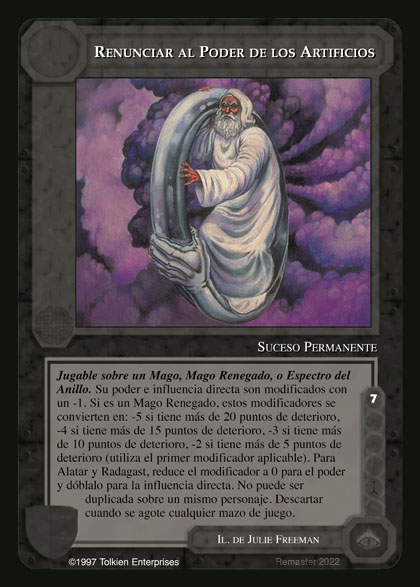 Renunciar al Poder de los Artificios
Suceso Permanente
Jugable sobre un Mago, Mago Renegado, o Espectro del
Anillo. Su poder e influencia directa son modificados con
un -1. Si es un Mago Renegado, estos modificadores se
convierten en: -5 si tiene más de 20 puntos de deterioro,
-4 si tiene más de 15 puntos de deterioro, -3 si tiene más
de 10 puntos de deterioro, -2 si tiene más de 5 puntos de
deterioro (utiliza el primer modificador aplicable). Para
Alatar y Radagast, reduce el modificador a 0 para el poder
y dóblalo para la influencia directa. No puede ser
duplicada sobre un mismo personaje. Descartar
cuando se agote cualquier mazo de juego.
7
Il. de Julie Freeman
©1997 Tolkien Enterprises
Remaster 2022